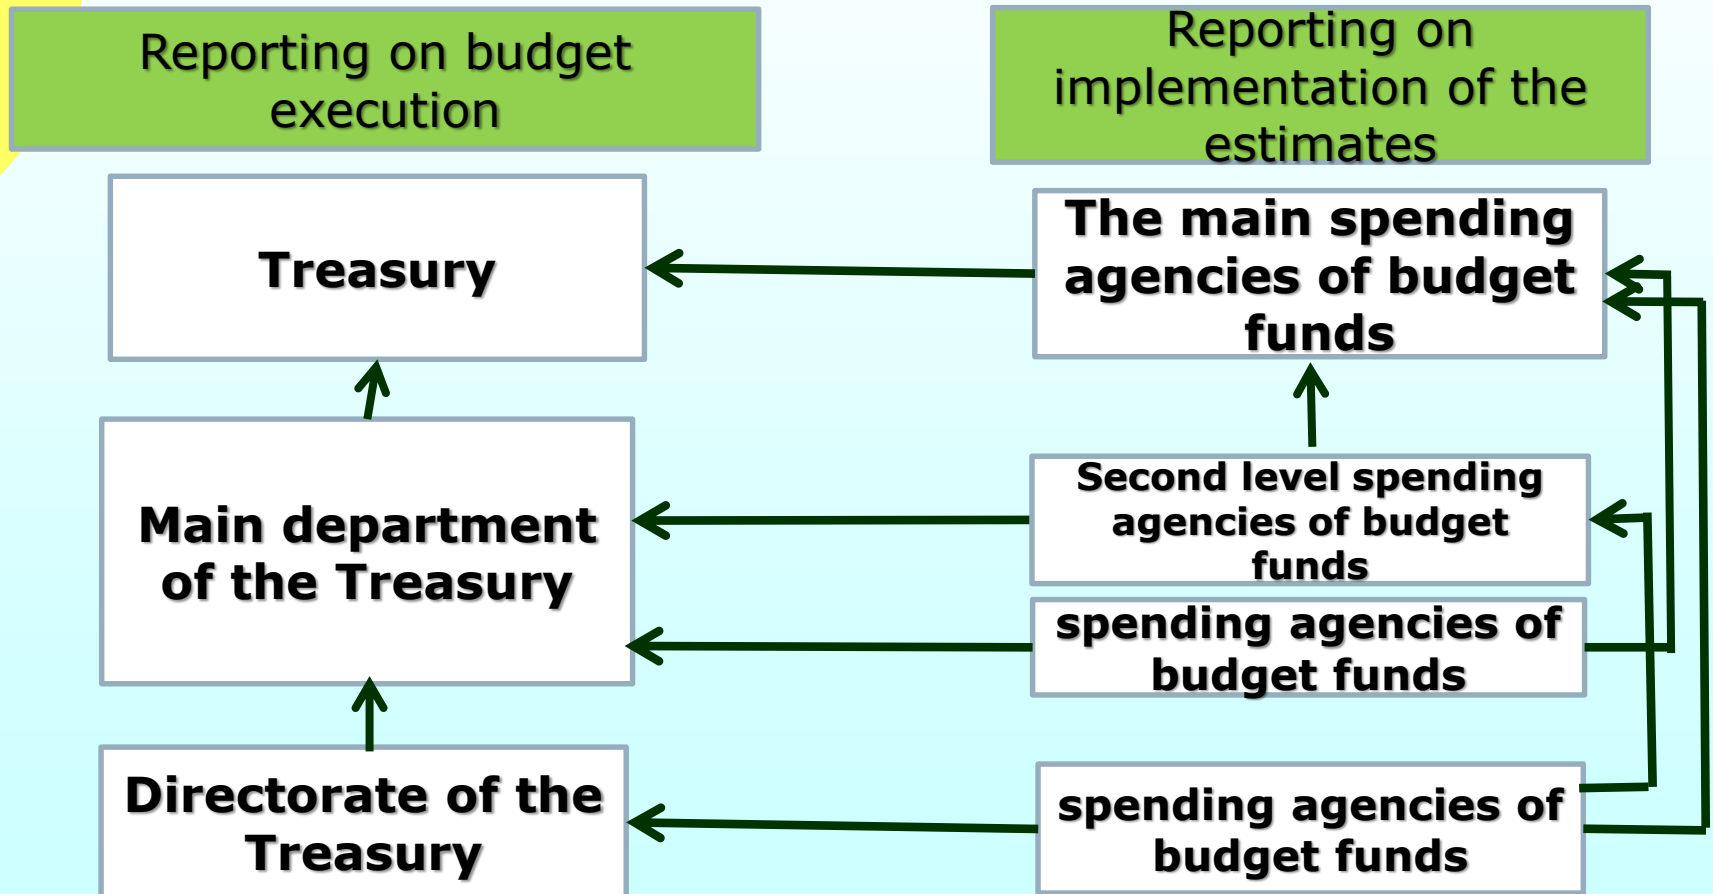 Reporting on budget
execution
Reporting on
implementation of the
estimates
Treasury
The main spending
agencies of budget
funds
Main department
of the Treasury
Second level spending
agencies of budget
funds
spending agencies of
budget funds
Directorate of the
Treasury
spending agencies of
budget funds